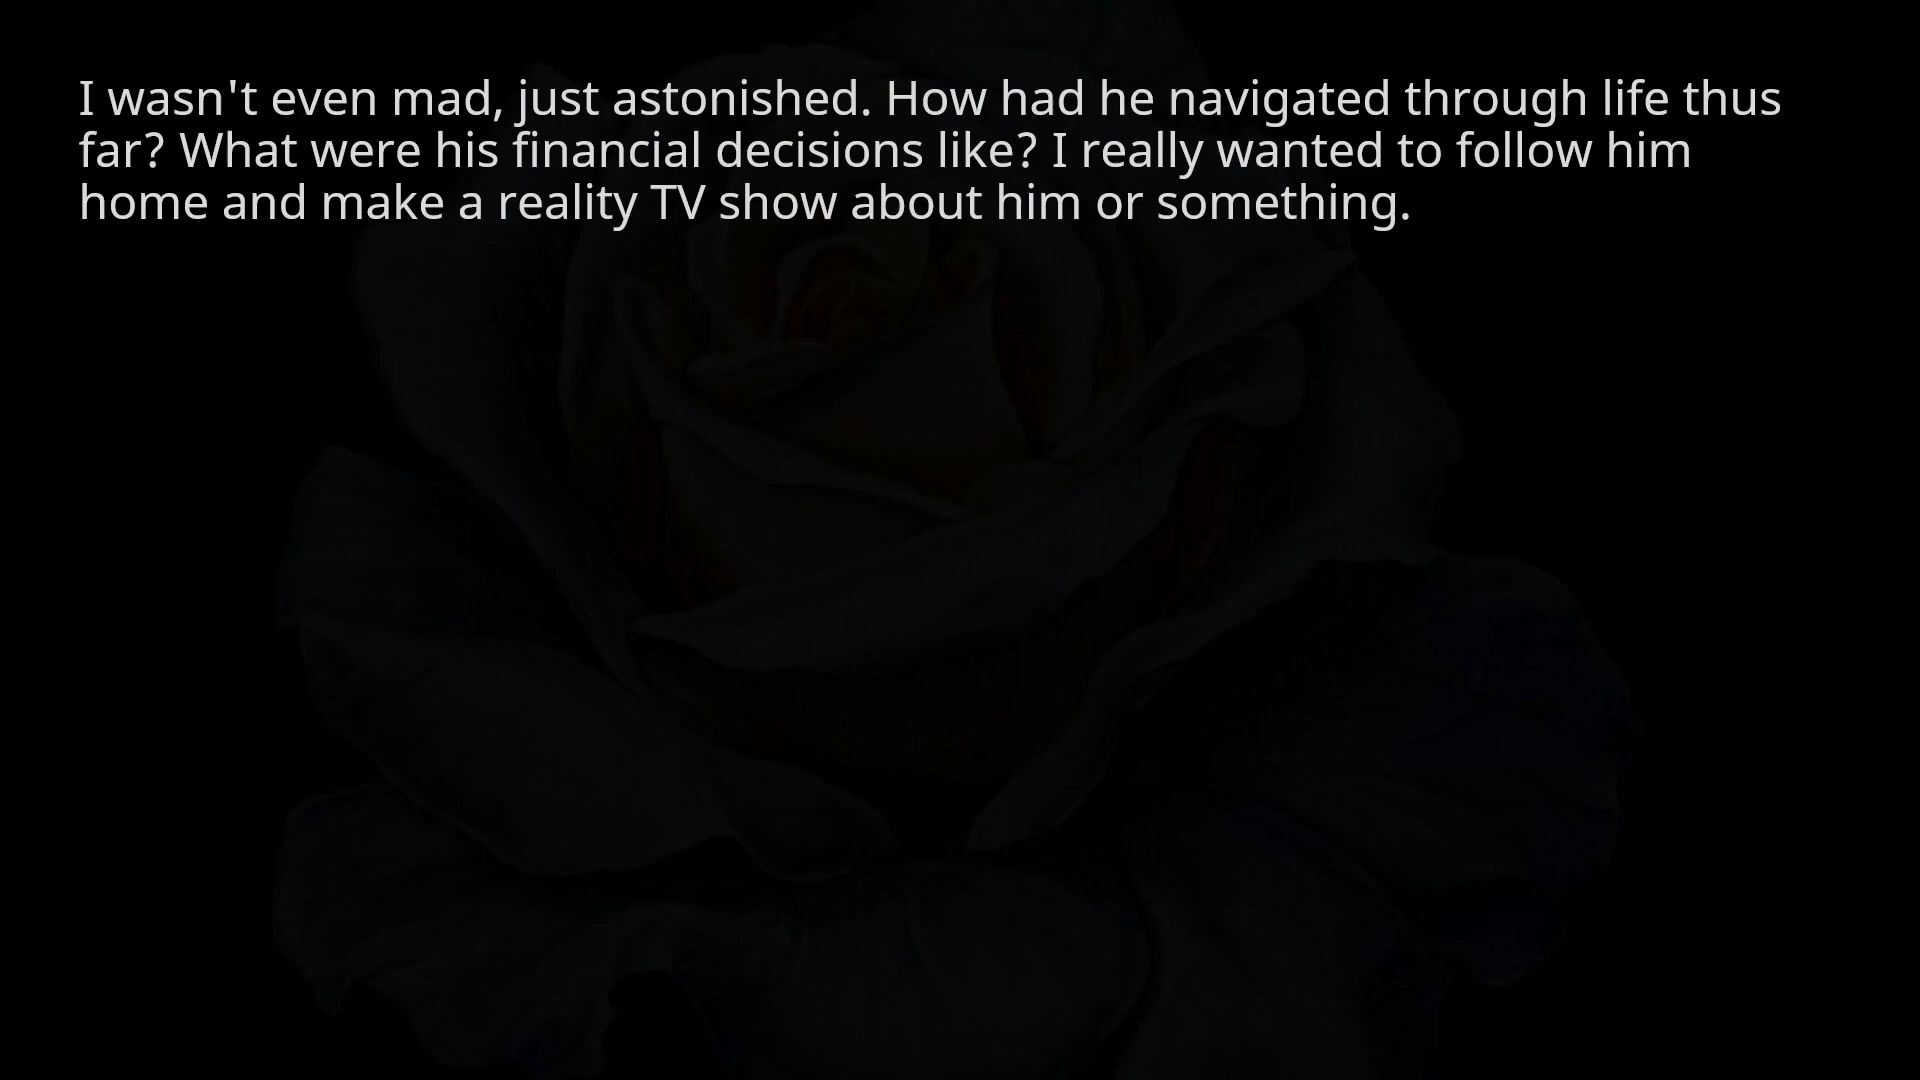 I wasn't even mad, just astonished. How had he navigated through life thus
far? What were his financial decisions like? I really wanted to follow him
home and make a reality TV show about him or something.